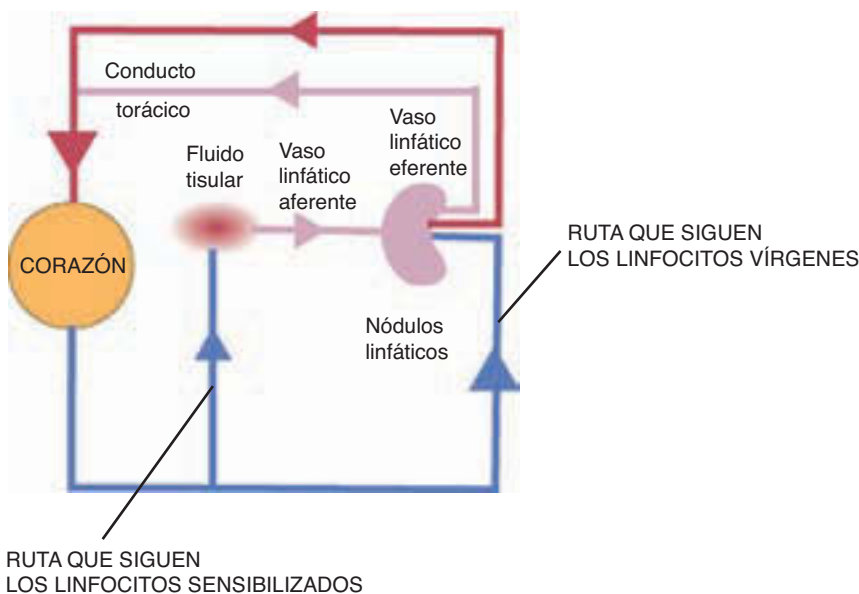 Conducto
torácico
Fluido
tisular
Vaso
linfático
aferente
Vaso
linfático
eferente
CORAZÓN
Nódulos
linfáticos
RUTA QUE SIGUEN
LOS LINFOCITOS VÍRGENES
RUTA QUE SIGUEN
LOS LINFOCITOS SENSIBILIZADOS